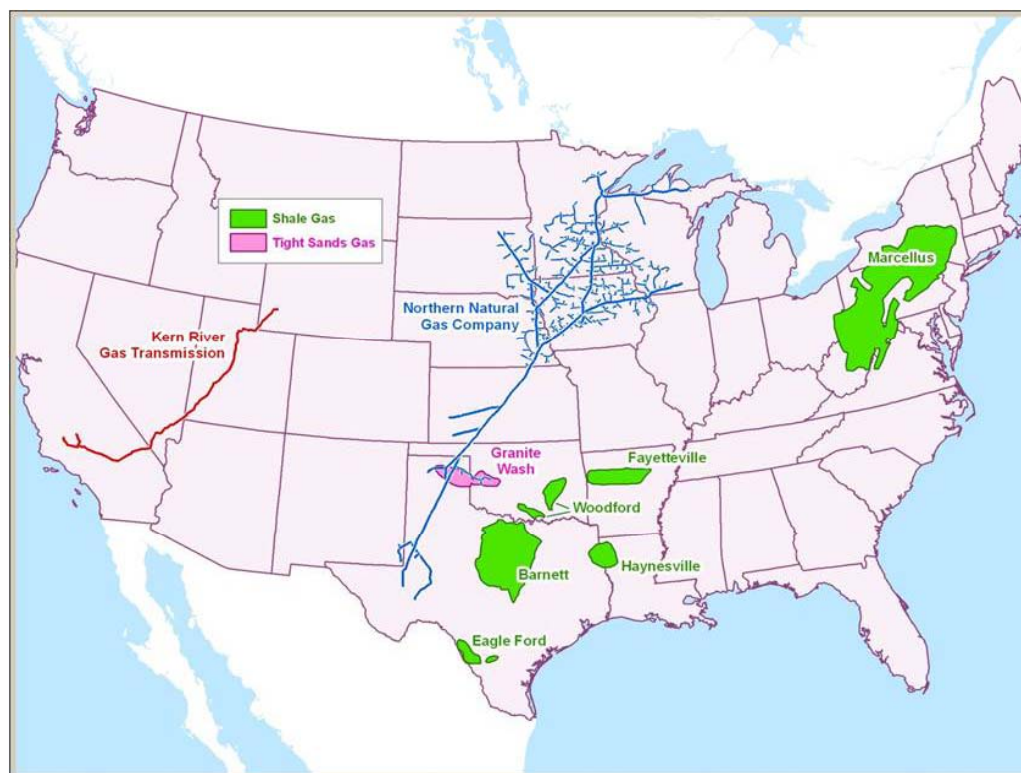 Shale Gas
Tight Sands Gas
Marcellus
Northern Natural
Gas Company
Kern River
Gas Transmission
Granite
Wash
Fayetteville
Woodford
Barnett
Haynesville
Eagle Ford